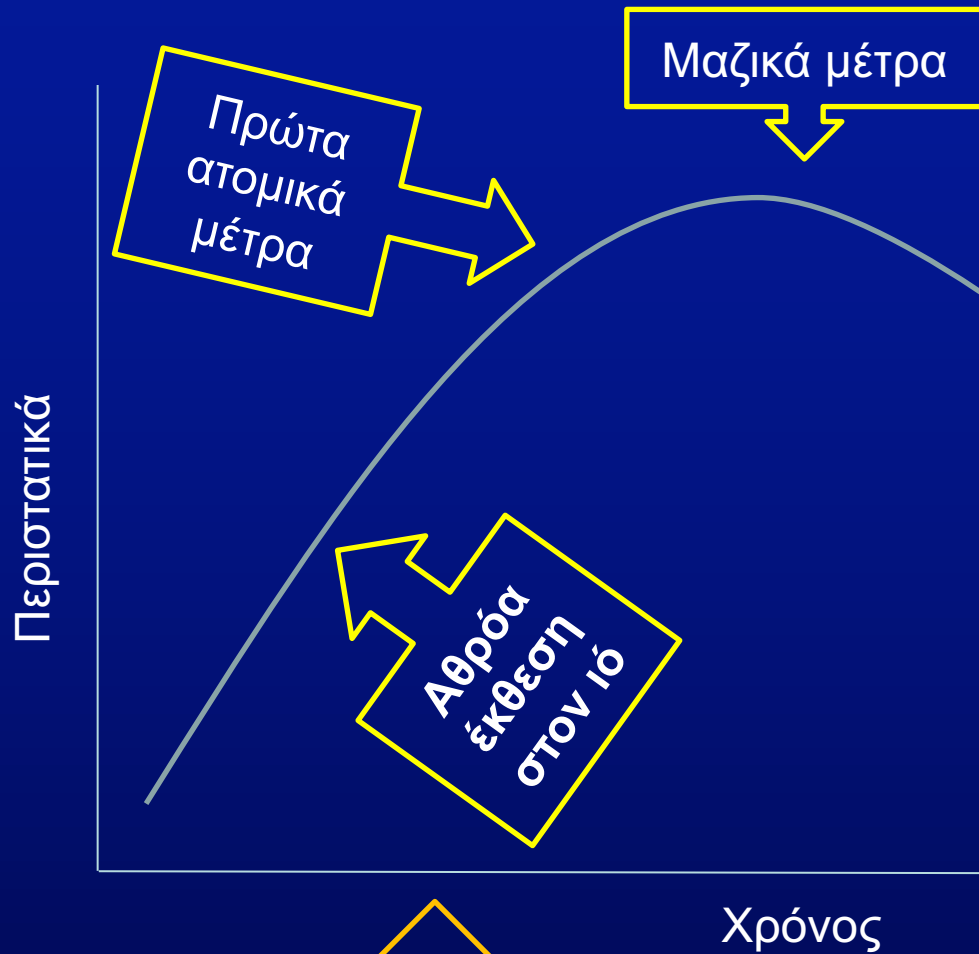 Μαζικά μέτρα
Πρώτα
ατομικά
μέτρα
Περιστατικά
Αθρόα
έκθεση
στον ιό
Χρόνος